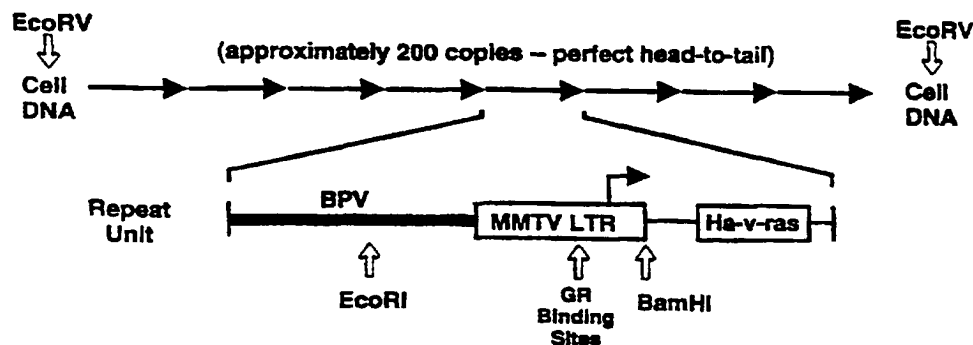 EcoRV
EcoRV
(approximately 200 copies – perfect head-to-tail)
Cell
DNA
Cell
DNA
Repeat
Unit
BPV
MMTV LTR
Ha-v-ras
EcoRI
GR
Binding
Sites
BamHI